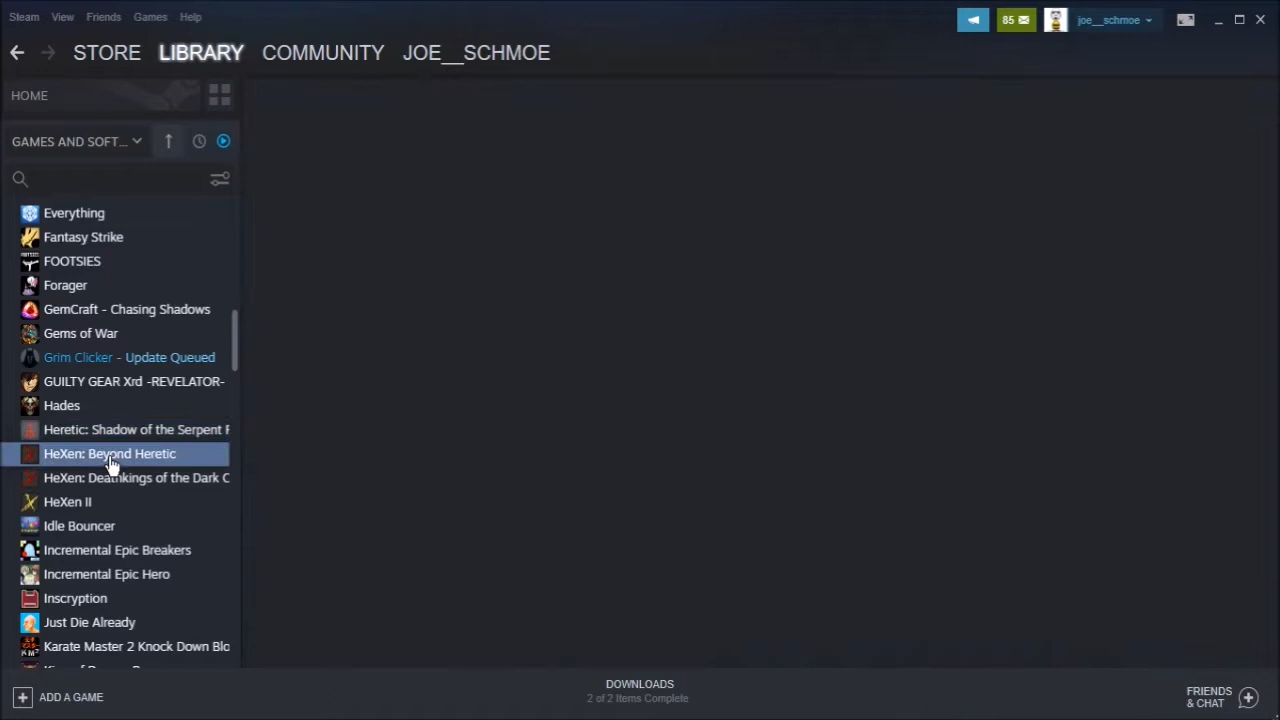 Steam View Friends Games Help
85
joe__schmoe
STORE LIBRARY COMMUNITY JOE__SCHMOE
HOME
GAMES AND SOFT...
Everything
Fantasy Strike
FOOTSIES
Forager
GemCraft - Chasing Shadows
Gems of War
Grim Clicker - Update Queued
GUILTY GEAR Xrd -REVELATOR-
Hades
Heretic: Shadow of the Serpent R
HeXen: Beyond Heretic
HeXen: Deathkings of the Dark C
HeXen II
Idle Bouncer
Incremental Epic Breakers
Incremental Epic Hero
Inscryption
Just Die Already
Karate Master 2 Knock Down Blo
ADD A GAME
DOWNLOADS
2 of 2 Items Complete
FRIENDS
& CHAT